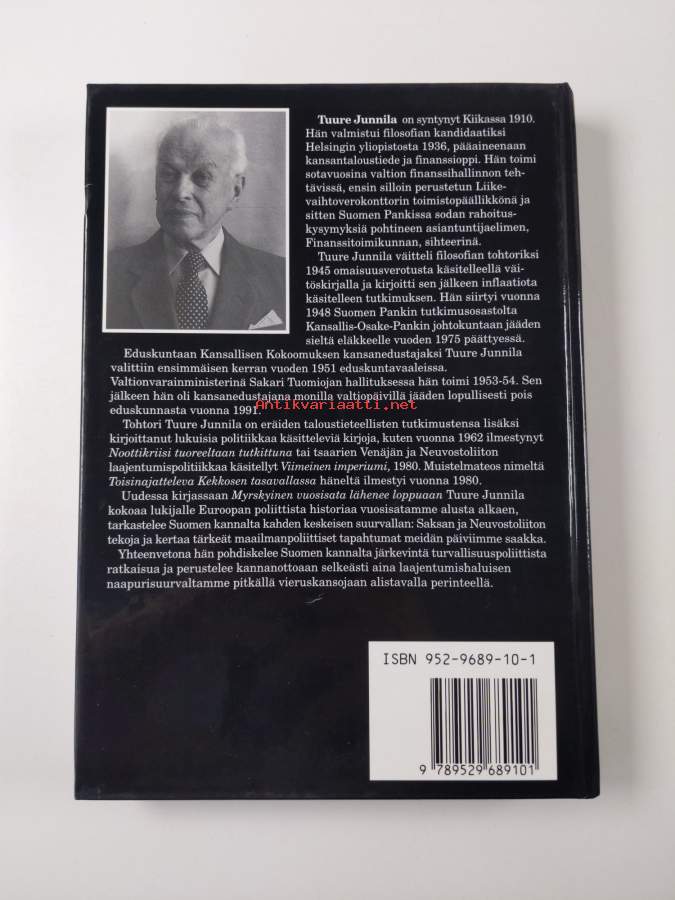 Tuure Junnila on syntynyt Kiikassa 1910.
Hän valmistui filosofian kandidaatiksi
Helsingin yliopistosta 1936, pääaineenaan
kansantaloustiede ja finanssioppi. Hän toimi
sotavuosina valtion finanssihallinnon teh-
tävissä, ensin silloin perustetun Liike-
vaihtoverokonttorin toimistopäällikkönä ja
sitten Suomen Pankissa sodan rahoitus-
kysymyksiä pohtineen asiantuntijaelimen,
Finanssitoimikunnan, sihteerinä.
Tuure Junnila väitteli filosofian tohtoriksi
1945 omaisuusverotusta käsitelleellä väi-
töskirjalla ja kirjoitti sen jälkeen inflaatiota
käsitelleen tutkimuksen. Hän siirtyi vuonna
1948 Suomen Pankin tutkimusosastolta
Kansallis-Osake-Pankin johtokuntaan jääden
sieltä eläkkeelle vuoden 1975 päättyessä.
Eduskuntaan Kansallisen Kokoomuksen kansanedustajaksi Tuure Junnila
valittiin ensimmäisen kerran vuoden 1951 eduskuntavaaleissa.
Valtionvarainministerinä Sakari Tuomiojan hallituksessa hän toimi 1953-54. Sen
jälkeen hän oli kansanedustajana monilla valtiopäivillä jääden lopullisesti pois
eduskunnasta vuonna 1991.
Antikvariaatti.net
Tohtori Tuure Junnila on eräiden taloustieteellisten tutkimustensa lisäksi
kirjoittanut lukuisia politiikkaa käsitteleviä kirjoja, kuten vuonna 1962 ilmestynyt
Noottikriisi tuoreeltaan tutkittuna tai tsaarien Venäjän ja Neuvostoliiton
laajentumispolitiikkaa käsitellyt Viimeinen imperiumi, 1980. Muistelmateos nimeltä
Toisinajatteleva Kekkosen tasavallassa häneltä ilmestyi vuonna 1980.
Uudessa kirjassaan Myrskyinen vuosisata lähenee loppuaan Tuure Junnila
kokoaa lukijalle Euroopan poliittista historiaa vuosisatamme alusta alkaen,
tarkastelee Suomen kannalta kahden keskeisen suurvallan: Saksan ja Neuvostoliiton
tekoja ja kertaa tärkeät maailmanpoliittiset tapahtumat meidän päiviimme saakka.
Yhteenvetona hän pohdiskelee Suomen kannalta järkevintä turvallisuuspoliittista
ratkaisua ja perustelee kannanottoaan selkeästi aina laajentumishaluisen
naapurisuurvaltamme pitkällä vieruskansojaan alistavalla perinteellä.
ISBN 952-9689-10-1
9 789529 689101